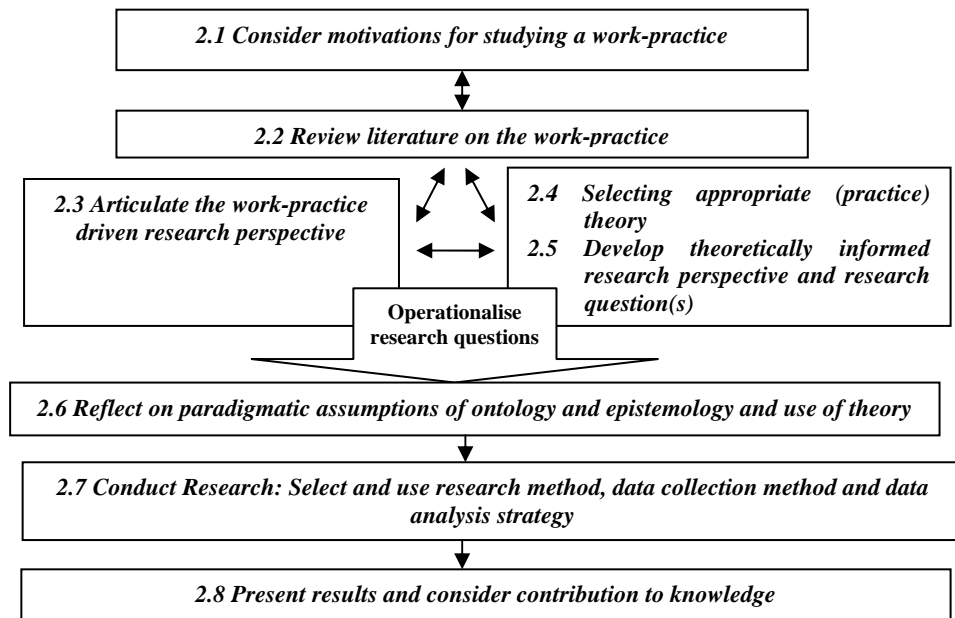 2.1 Consider motivations for studying a work-practice
2.2 Review literature on the work-practice
2.3 Articulate the work-practice
driven research perspective
2.4 Selecting appropriate (practice)
theory
2.5 Develop theoretically informed
research perspective and research
question(s)
Operationalise
research questions
2.6 Reflect on paradigmatic assumptions of ontology and epistemology and use of theory
2.7 Conduct Research: Select and use research method, data collection method and data
analysis strategy
2.8 Present results and consider contribution to knowledge